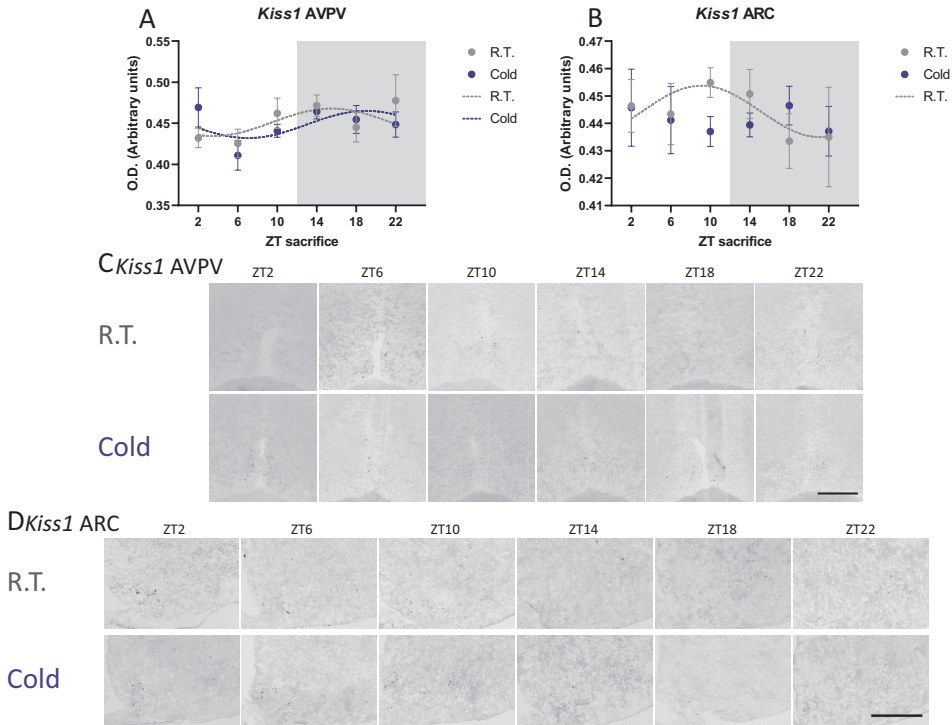 A
Kiss1 AVPV
O.D. (Arbitrary units)
0.55
0.50
0.45
0.40
0.35
2 6 10 14 18 22
ZT sacrifice
R.T.
Cold
R.T.
Cold
B
Kiss1 ARC
O.D. (Arbitrary units)
0.47
0.46
0.45
0.44
0.43
0.42
0.41
2 6 10 14 18 22
ZT sacrifice
R.T.
Cold
R.T.
C Kiss1 AVPV
ZT2 ZT6 ZT10 ZT14 ZT18 ZT22
R.T.
Cold
D Kiss1 ARC
ZT2 ZT6 ZT10 ZT14 ZT18 ZT22
R.T.
Cold